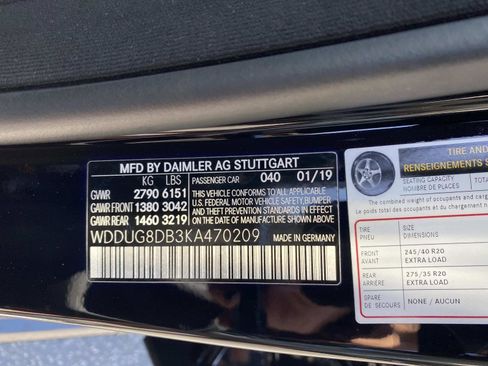 MFD BY DAIMLER AG STUTTGART
KG LBS PASSENGER CAR 040 01/19
GVWR 2790 6151
GAWR FRONT 1380 3042
GAWR REAR 1460 3219
THIS VEHICLE CONFORMS TO ALL APPLICABLE
U.S. FEDERAL MOTOR VEHICLE SAFETY, BUMPER,
AND THEFT PREVENTION STANDARDS IN EFFECT
ON THE DATE OF MANUFACTURE SHOWN ABOVE
WDDUG8DB3KA470209 MADE IN GERMANY
TIRE AND
RENSEIGNEMENTS S
SEATING CAPACITY TOTA
NOMBRE DE PLACES
The combined weight of occupants and carg
Le poids total des occupants et du chargement
TIRE SIZE
PNEU DIMENSIONS
FRONT 245/40 R20
AVANT EXTRA LOAD
REAR 275/35 R20
ARRIÈRE EXTRA LOAD
SPARE NONE / AUCUN
DE SECOURS